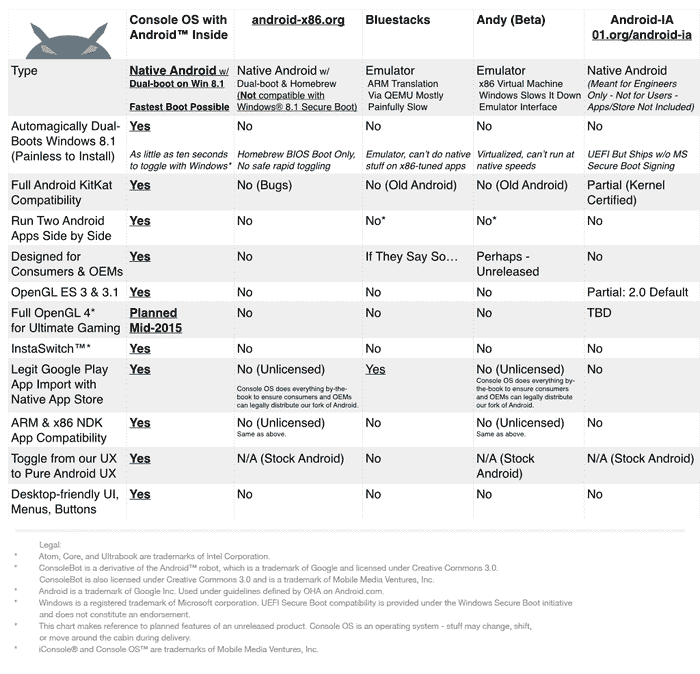 Console OS with
Android™ Inside
android-x86.org
Bluestacks
Andy (Beta)
Android-IA
01.org/android-ia
Type
Native Android w/
Dual-boot on Win 8.1
Fastest Boot Possible
Native Android w/
Dual-boot & Homebrew
(Not compatible with
Windows® 8.1 Secure Boot)
Emulator
ARM Translation
Via QEMU Mostly
Painfully Slow
Emulator
x86 Virtual Machine
Windows Slows It Down
Emulator Interface
Native Android
(Meant for Engineers
Only - Not for Users -
Apps/Store Not Included)
Automagically Dual-
Boots Windows 8.1
(Painless to Install)
Yes
As little as ten seconds
to toggle with Windows*
No
Homebrew BIOS Boot Only,
No safe rapid toggling
No
Emulator, can't do native
stuff on x86-tuned apps
No
Virtualized, can't run at
native speeds
No
UEFI But Ships w/o MS
Secure Boot Signing
Full Android KitKat
Compatibility
Yes
No (Bugs)
No (Old Android)
No (Old Android)
Partial (Kernel
Certified)
Run Two Android
Apps Side by Side
Yes
No
No*
No*
No
Designed for
Consumers & OEMs
Yes
No
If They Say So…
Perhaps -
Unreleased
No
OpenGL ES 3 & 3.1
Yes
No
No
No
Partial: 2.0 Default
Full OpenGL 4*
for Ultimate Gaming
Planned
Mid-2015
No
No
No
TBD
InstaSwitch™*
Yes
No
No
No
No
Legit Google Play
App Import with
Native App Store
Yes
No (Unlicensed)
Console OS does everything by-the-
book to ensure consumers and OEMs
can legally distribute our fork of Android.
Yes
No (Unlicensed)
Console OS does everything by-
the-book to ensure consumers
and OEMs can legally distribute
our fork of Android.
No
ARM & x86 NDK
App Compatibility
Yes
No (Unlicensed)
Same as above.
No
No (Unlicensed)
Same as above.
No
Toggle from our UX
to Pure Android UX
Yes
N/A (Stock Android)
No
N/A (Stock
Android)
N/A (Stock Android)
Desktop-friendly UI,
Menus, Buttons
Yes
No
No
No
No
Legal:
* Atom, Core, and Ultrabook are trademarks of Intel Corporation.
* ConsoleBot is a derivative of the Android™ robot, which is a trademark of Google and licensed under Creative Commons 3.0.
ConsoleBot is also licensed under Creative Commons 3.0 and is a trademark of Mobile Media Ventures, Inc.
* Android is a trademark of Google Inc. Used under guidelines defined by OHA on Android.com.
* Windows is a registered trademark of Microsoft corporation. UEFI Secure Boot compatibility is provided under the Windows Secure Boot initiative
and does not constitute an endorsement.
* This chart makes reference to planned features of an unreleased product. Console OS is an operating system - stuff may change, shift,
or move around the cabin during delivery.
* iConsole® and Console OS™ are trademarks of Mobile Media Ventures, Inc.